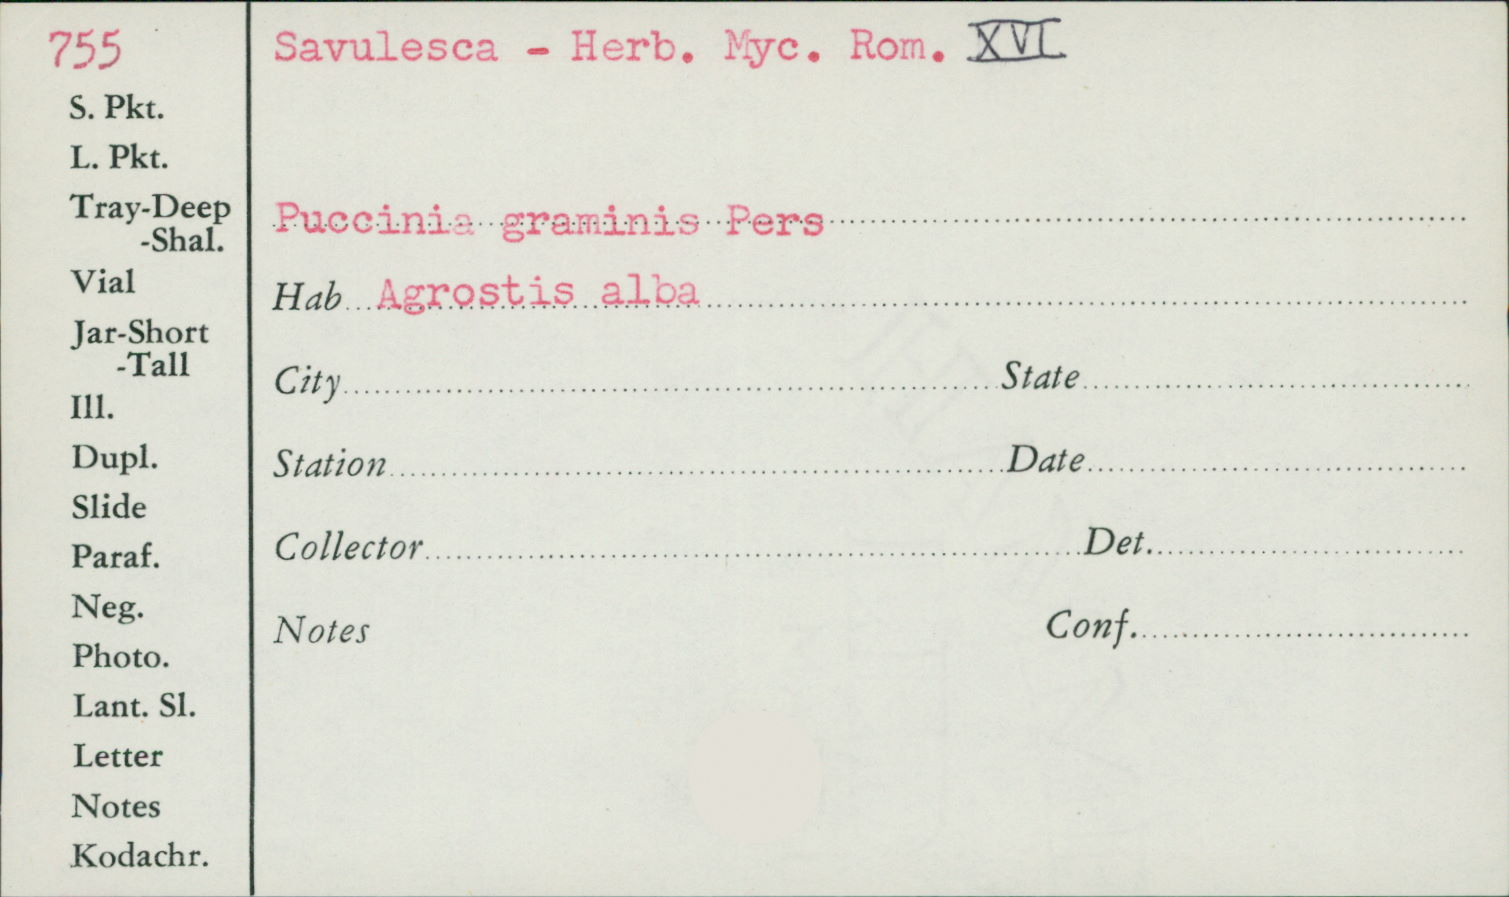 755
Savulesca - Herb. Myc. Rom. XVI
S. Pkt.
L. Pkt.
Tray-Deep
-Shal.
Vial
Jar-Short
-Tall
Ill.
Dupl.
Slide
Paraf.
Neg.
Photo.
Lant. Sl.
Letter
Notes
Kodachr.
Puccinia graminis Pers
Hab Agrostis alba
City State
Station Date
Collector Det.
Notes Conf.